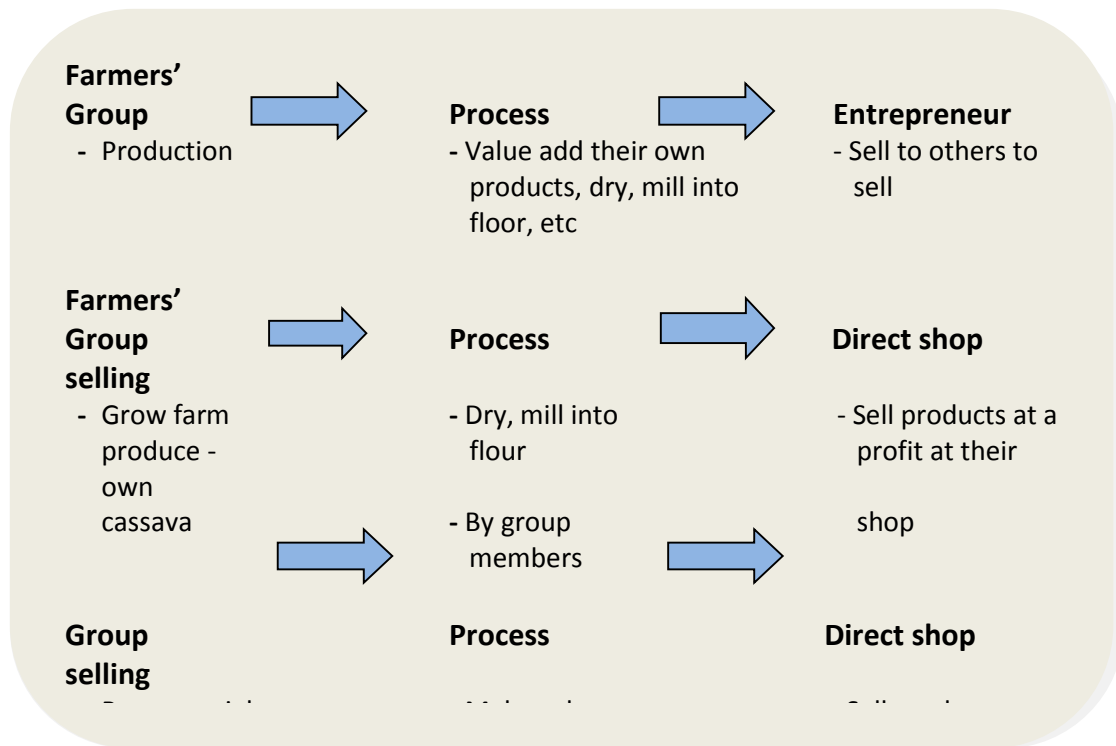 Farmers’
Group
- Production
Process
- Value add their own
products, dry, mill into
floor, etc
Entrepreneur
- Sell to others to
sell
Farmers’
Group
selling
- Grow farm
produce -
own
cassava
Process
- Dry, mill into
flour
- By group
members
Direct shop
- Sell products at a
profit at their
shop
Group
selling
Process
Direct shop